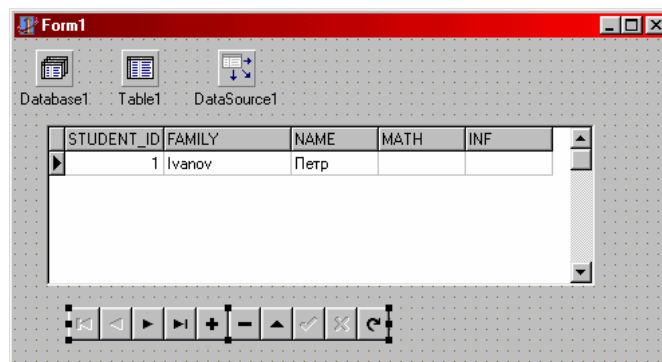 Form1
Database1 Table1 DataSource1
STUDENT_ID FAMILY NAME MATH INF
1 Ivanov Петр